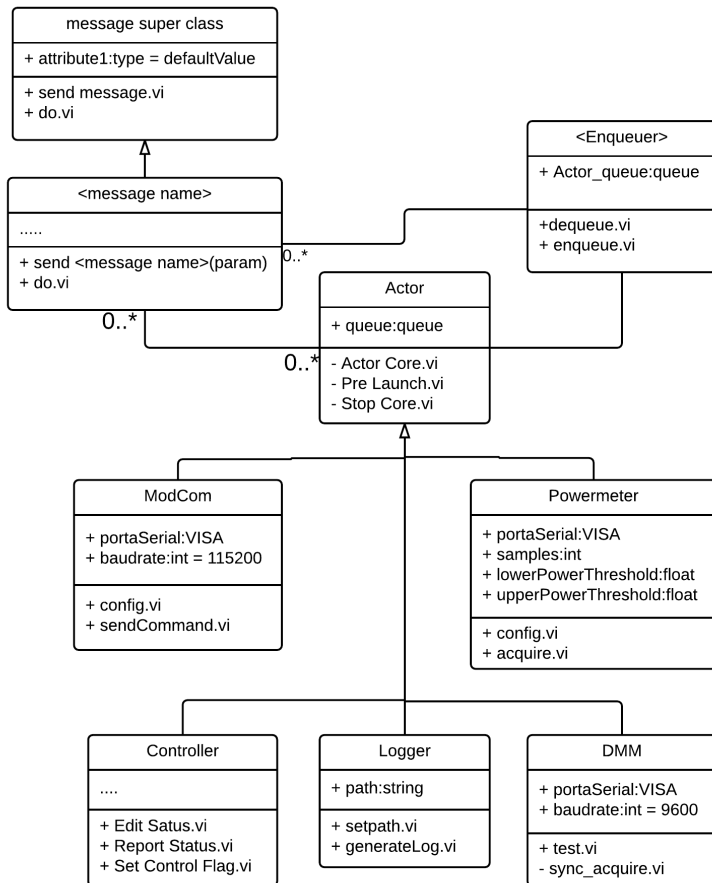 message super class
+ attribute1:type = defaultValue
+ send message.vi
+ do.vi
<message name>
.....
+ send <message name>(param)
+ do.vi
0..*
<Enqueuer>
+ Actor_queue:queue
+dequeue.vi
+ enqueue.vi
0..*
0..*
Actor
+ queue:queue
- Actor Core.vi
- Pre Launch.vi
- Stop Core.vi
ModCom
+ portaSerial:VISA
+ baudrate:int = 115200
+ config.vi
+ sendCommand.vi
Powermeter
+ portaSerial:VISA
+ samples:int
+ lowerPowerThreshold:float
+ upperPowerThreshold:float
+ config.vi
+ acquire.vi
Controller
....
+ Edit Satus.vi
+ Report Status.vi
+ Set Control Flag.vi
Logger
+ path:string
+ setpath.vi
+ generateLog.vi
DMM
+ portaSerial:VISA
+ baudrate:int = 9600
+ test.vi
- sync_acquire.vi